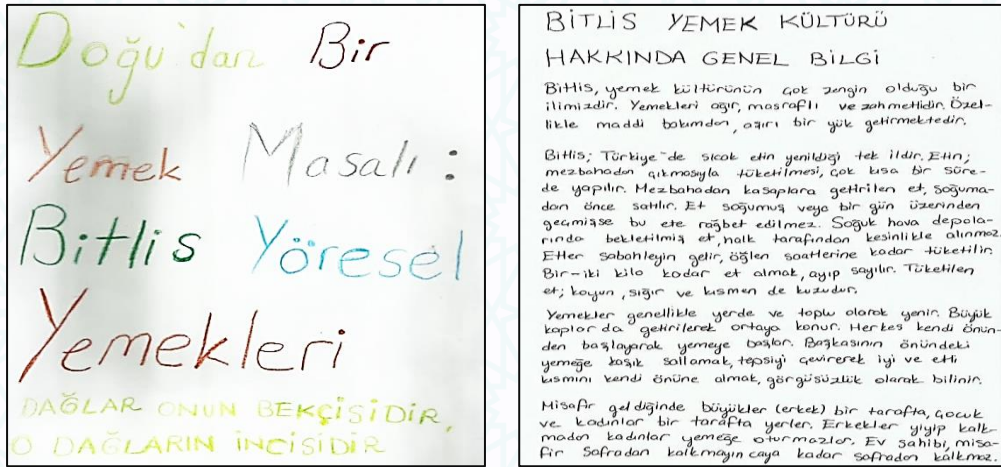 Doğu'dan Bir
Yemek Masalı:
Bitlis Yöresel
Yemekleri
DAĞLAR ONUN BEKÇİSİDİR,
O DAĞLARIN İNCİSİDİR
BİTLİS YEMEK KÜLTÜRÜ
HAKKINDA GENEL BİLGİ
Bitlis, yemek kültürünün çok zengin olduğu bir
ilimizdir. Yemekleri ağır, masraflı ve zahmetlidir. Özel-
likle maddi bakımdan, aşırı bir yük getirmektedir.
Bitlis; Türkiye'de sıcak etin yenildiği tek ildir. Etin;
mezbahadan çıkmasıyla tüketilmesi, çok kısa bir süre-
de yapılır. Mezbahadan kasaplara getirilen et, soğuma-
dan önce satılır. Et soğumuş veya bir gün üzerinden
geçmişse bu ete rağbet edilmez. Soğuk hava depola-
rında bekletilmiş et, halk tarafından kesinlikle alınmaz.
Etler sabahleyin gelir, öğlen saatlerine kadar tüketilir.
Bir-iki kilo kadar et almak, ayıp sayılır. Tüketilen
et; koyun, sığır ve kısmen de kuzudur.
Yemekler genellikle yerde ve toplu olarak yenir. Büyük
kaplar da getirilerek ortaya konur. Herkes kendi önün-
den başlayarak yemeye başlar. Başkasının önündeki
yemeğe kaşık sallamak, tepsiyi çevirerek iyi ve etli
kısmını kendi önüne almak, görgüsüzlük olarak bilinir.
Misafir geldiğinde büyükler (erkek) bir tarafta, çocuk
ve kadınlar bir tarafta yerler. Erkekler yiyip kalk-
madan kadınlar yemeğe oturmazlar. Ev sahibi, misa-
fir sofradan kalkmayıncaya kadar sofradan kalkmaz.